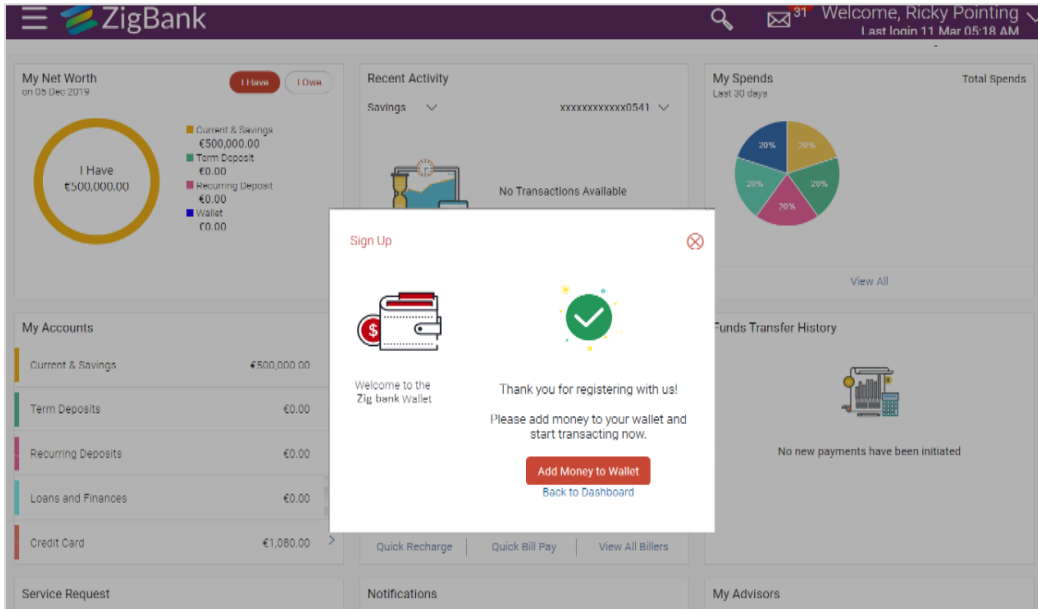 ZigBank
31
Welcome, Ricky Pointing
Last login 11 Mar 05:18 AM
My Net Worth
on 05 Dec 2019
I Have
I Owe
I Have
€500,000.00
Current & Savings
€500,000.00
Term Deposit
€0.00
Recurring Deposit
€0.00
Wallet
€0.00
Recent Activity
Savings
xxxxxxxxxxxx0541
No Transactions Available
My Spends
Last 30 days
Total Spends
20%
20%
20%
20%
20%
View All
Sign Up
$
Welcome to the
Zig bank Wallet
Thank you for registering with us!
Please add money to your wallet and
start transacting now.
Add Money to Wallet
Back to Dashboard
My Accounts
Current & Savings €500,000.00
Term Deposits €0.00
Recurring Deposits €0.00
Loans and Finances €0.00
Credit Card €1,080.00
Quick Recharge
Quick Bill Pay
View All Billers
Funds Transfer History
No new payments have been initiated
Service Request
Notifications
My Advisors